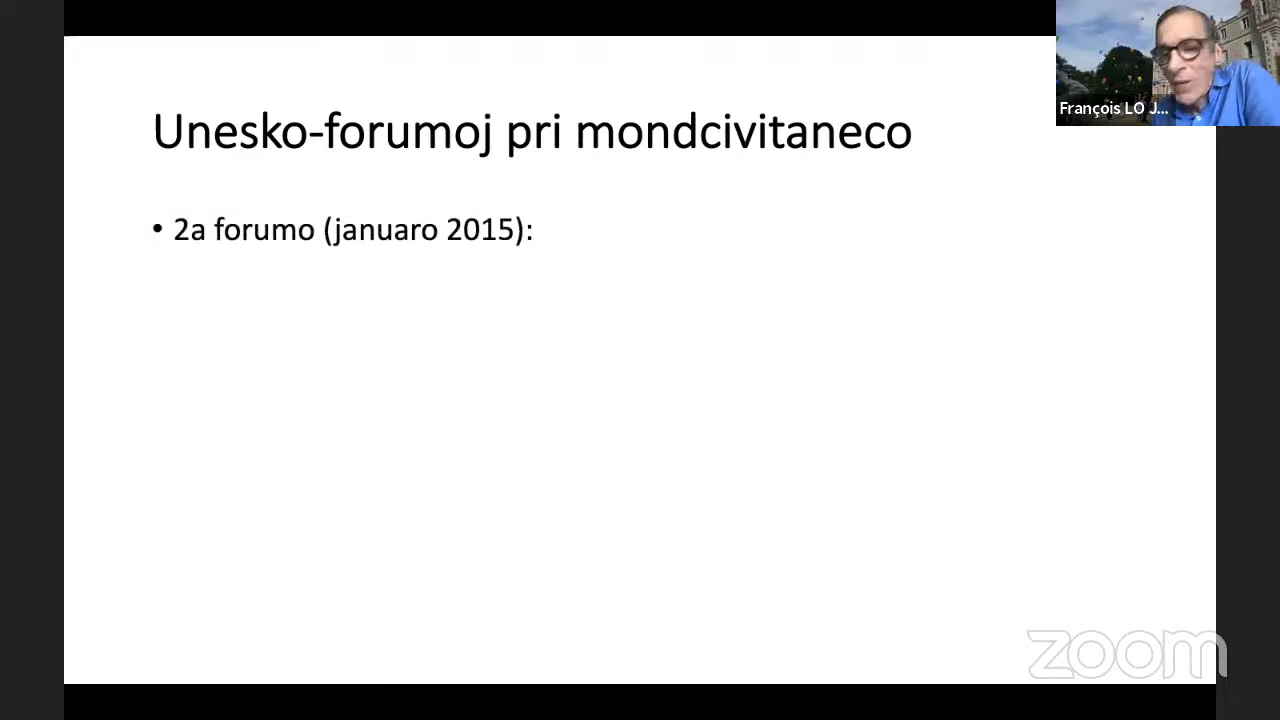 Unesko-forumoj pri mondcivitaneco
• 2a forumo (januaro 2015):
François LO J...
zoom